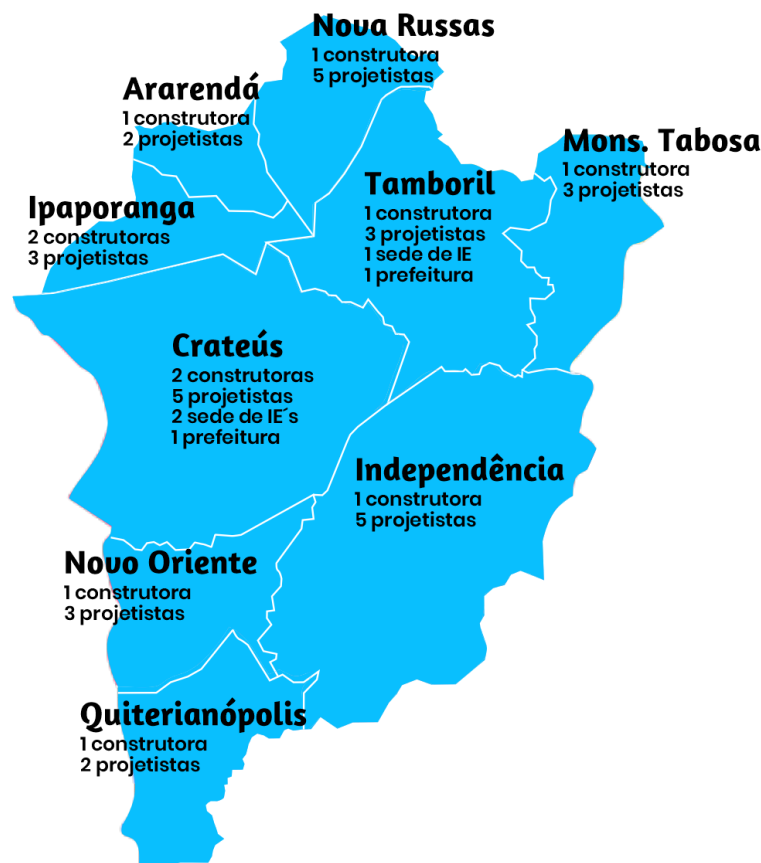 Nova Russas
1 construtora
5 projetistas
Ararendá
1 construtora
2 projetistas
Mons. Tabosa
1 construtora
3 projetistas
Tamboril
1 construtora
3 projetistas
1 sede de IE
1 prefeitura
Ipaporanga
2 construtoras
3 projetistas
Crateús
2 construtoras
5 projetistas
2 sede de IE´s
1 prefeitura
Independência
1 construtora
5 projetistas
Novo Oriente
1 construtora
3 projetistas
Quiterianópolis
1 construtora
2 projetistas